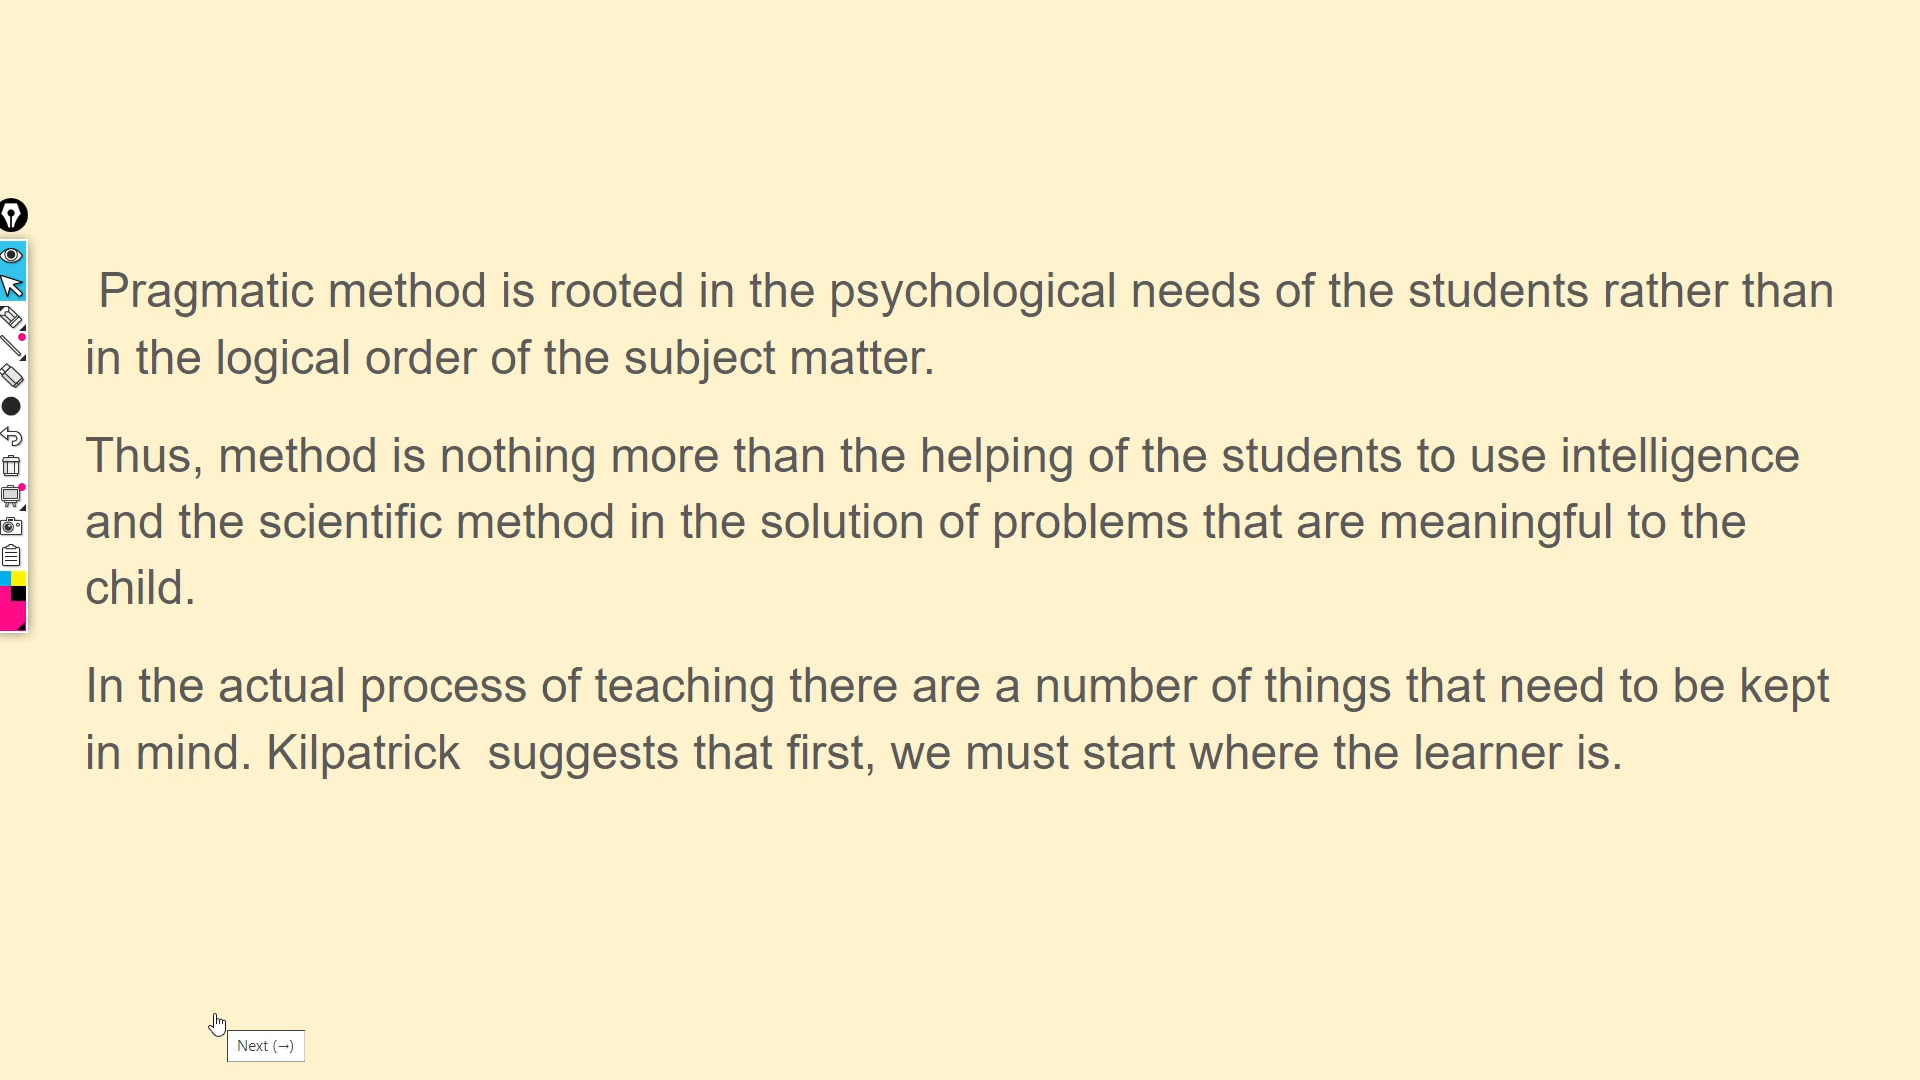 Pragmatic method is rooted in the psychological needs of the students rather than
in the logical order of the subject matter.
Thus, method is nothing more than the helping of the students to use intelligence
and the scientific method in the solution of problems that are meaningful to the
child.
In the actual process of teaching there are a number of things that need to be kept
in mind. Kilpatrick  suggests that first, we must start where the learner is.
Next (→)